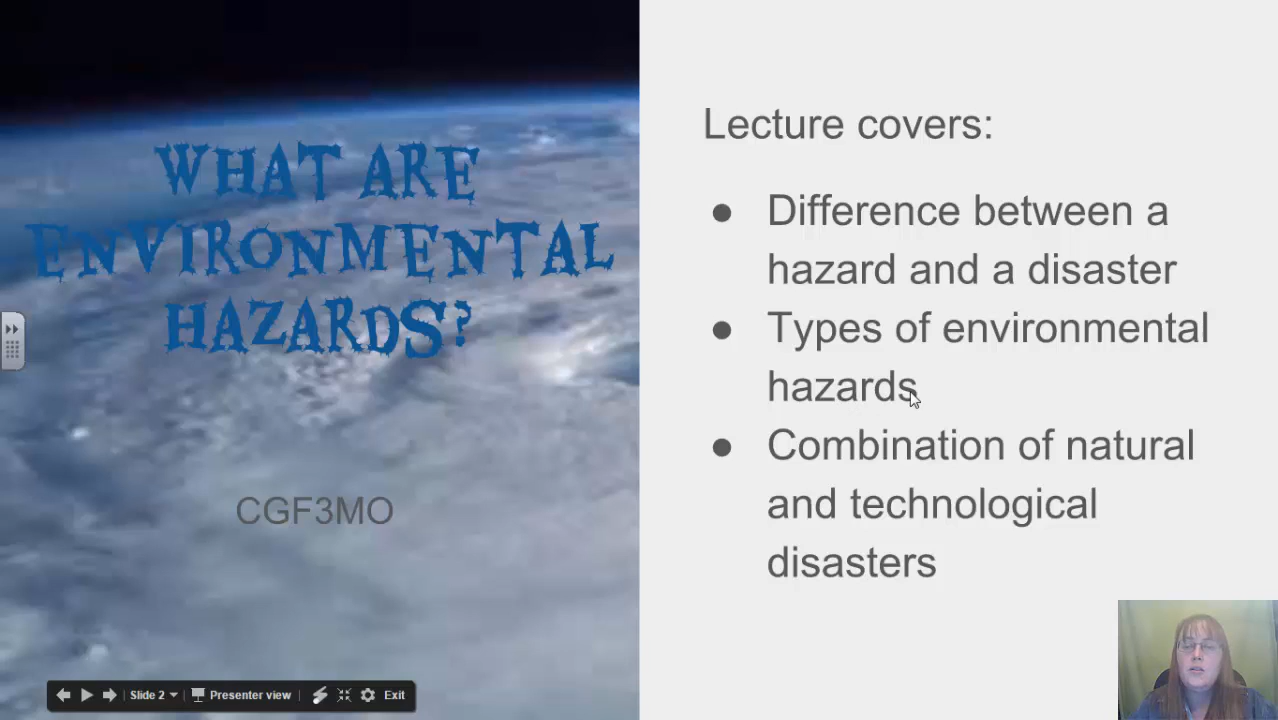 WHAT ARE
ENVIRONMENTAL
HAZARDS?
CGF3MO
Lecture covers:
● Difference between a
hazard and a disaster
● Types of environmental
hazards
● Combination of natural
and technological
disasters
Slide 2
Presenter view
Exit